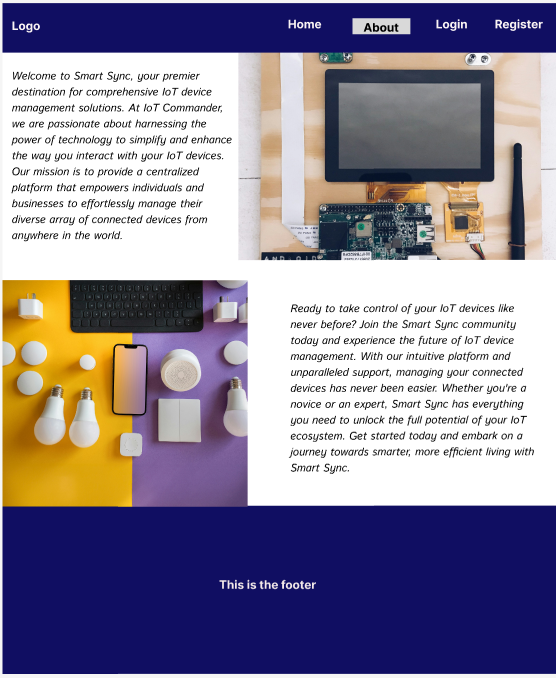 Logo
Home About Login Register
Welcome to Smart Sync, your premier
destination for comprehensive IoT device
management solutions. At IoT Commander,
we are passionate about harnessing the
power of technology to simplify and enhance
the way you interact with your IoT devices.
Our mission is to provide a centralized
platform that empowers individuals and
businesses to effortlessly manage their
diverse array of connected devices from
anywhere in the world.
Ready to take control of your IoT devices like
never before? Join the Smart Sync community
today and experience the future of IoT device
management. With our intuitive platform and
unparalleled support, managing your connected
devices has never been easier. Whether you're a
novice or an expert, Smart Sync has everything
you need to unlock the full potential of your IoT
ecosystem. Get started today and embark on a
journey towards smarter, more efficient living with
Smart Sync.
This is the footer